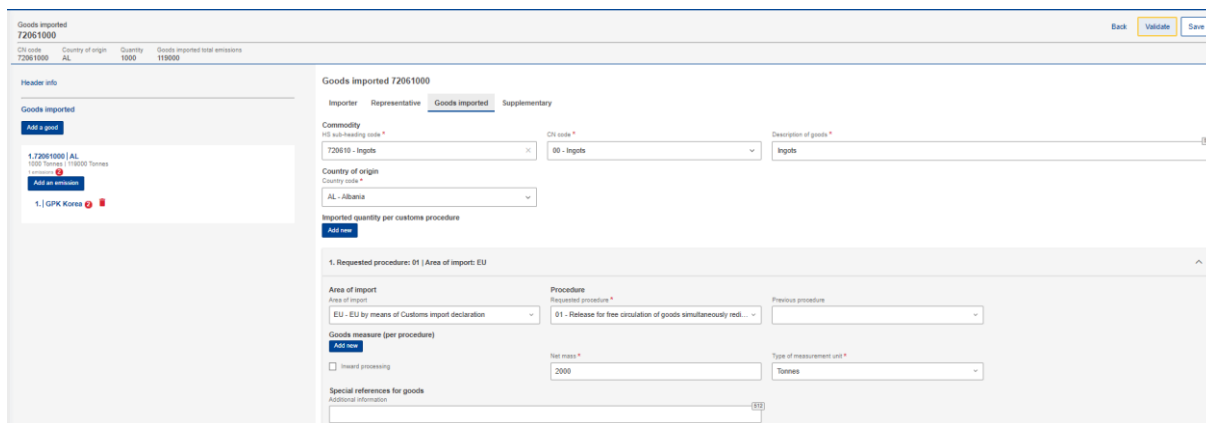 Goods imported
72061000
Back Validate Save
CN code Country of origin Quantity Goods imported total emissions
72061000 AL 1000 119000
Header info
Goods imported
Add a good
1.72061000 | AL
1000 Tonnes | 119000 Tonnes
1 emissions 2
Add an emission
1. | GPK Korea 2
Goods imported 72061000
Importer Representative Goods imported Supplementary
Commodity
HS sub-heading code * CN code * Description of goods *
720610 - Ingots 00 - Ingots Ingots
Country of origin
Country code *
AL - Albania
Imported quantity per customs procedure
Add new
1. Requested procedure: 01 | Area of import: EU
Area of import Procedure
Area of import Requested procedure * Previous procedure
EU - EU by means of Customs import declaration 01 - Release for free circulation of goods simultaneously redi...
Goods measure (per procedure)
Add new
Net mass * Type of measurement unit *
Inward processing 2000 Tonnes
Special references for goods
Additional information
512